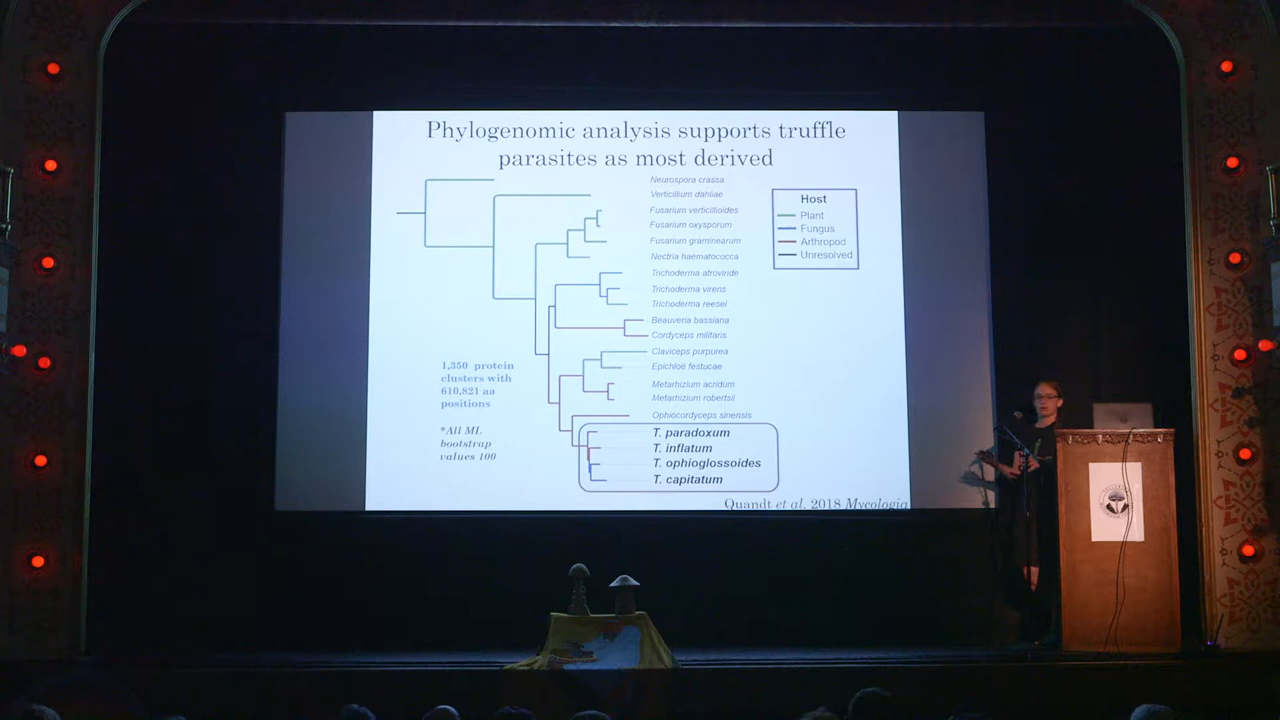 Phylogenomic analysis supports truffle
parasites as most derived
Neurospora crassa
Verticillium dahliae
Fusarium verticillioides
Fusarium oxysporum
Fusarium graminearum
Nectria haematococca
Trichoderma atroviride
Trichoderma virens
Trichoderma reesei
Beauveria bassiana
Cordyceps militaris
Claviceps purpurea
Epichloë festucae
Metarhizium acridum
Metarhizium robertsii
Ophiocordyceps sinensis
T. paradoxum
T. inflatum
T. ophioglossoides
T. capitatum
Host
Plant
Fungus
Arthropod
Unresolved
1,350 protein
clusters with
610,821 aa
positions
*All ML
bootstrap
values 100
Quandt et al. 2018 Mycologia